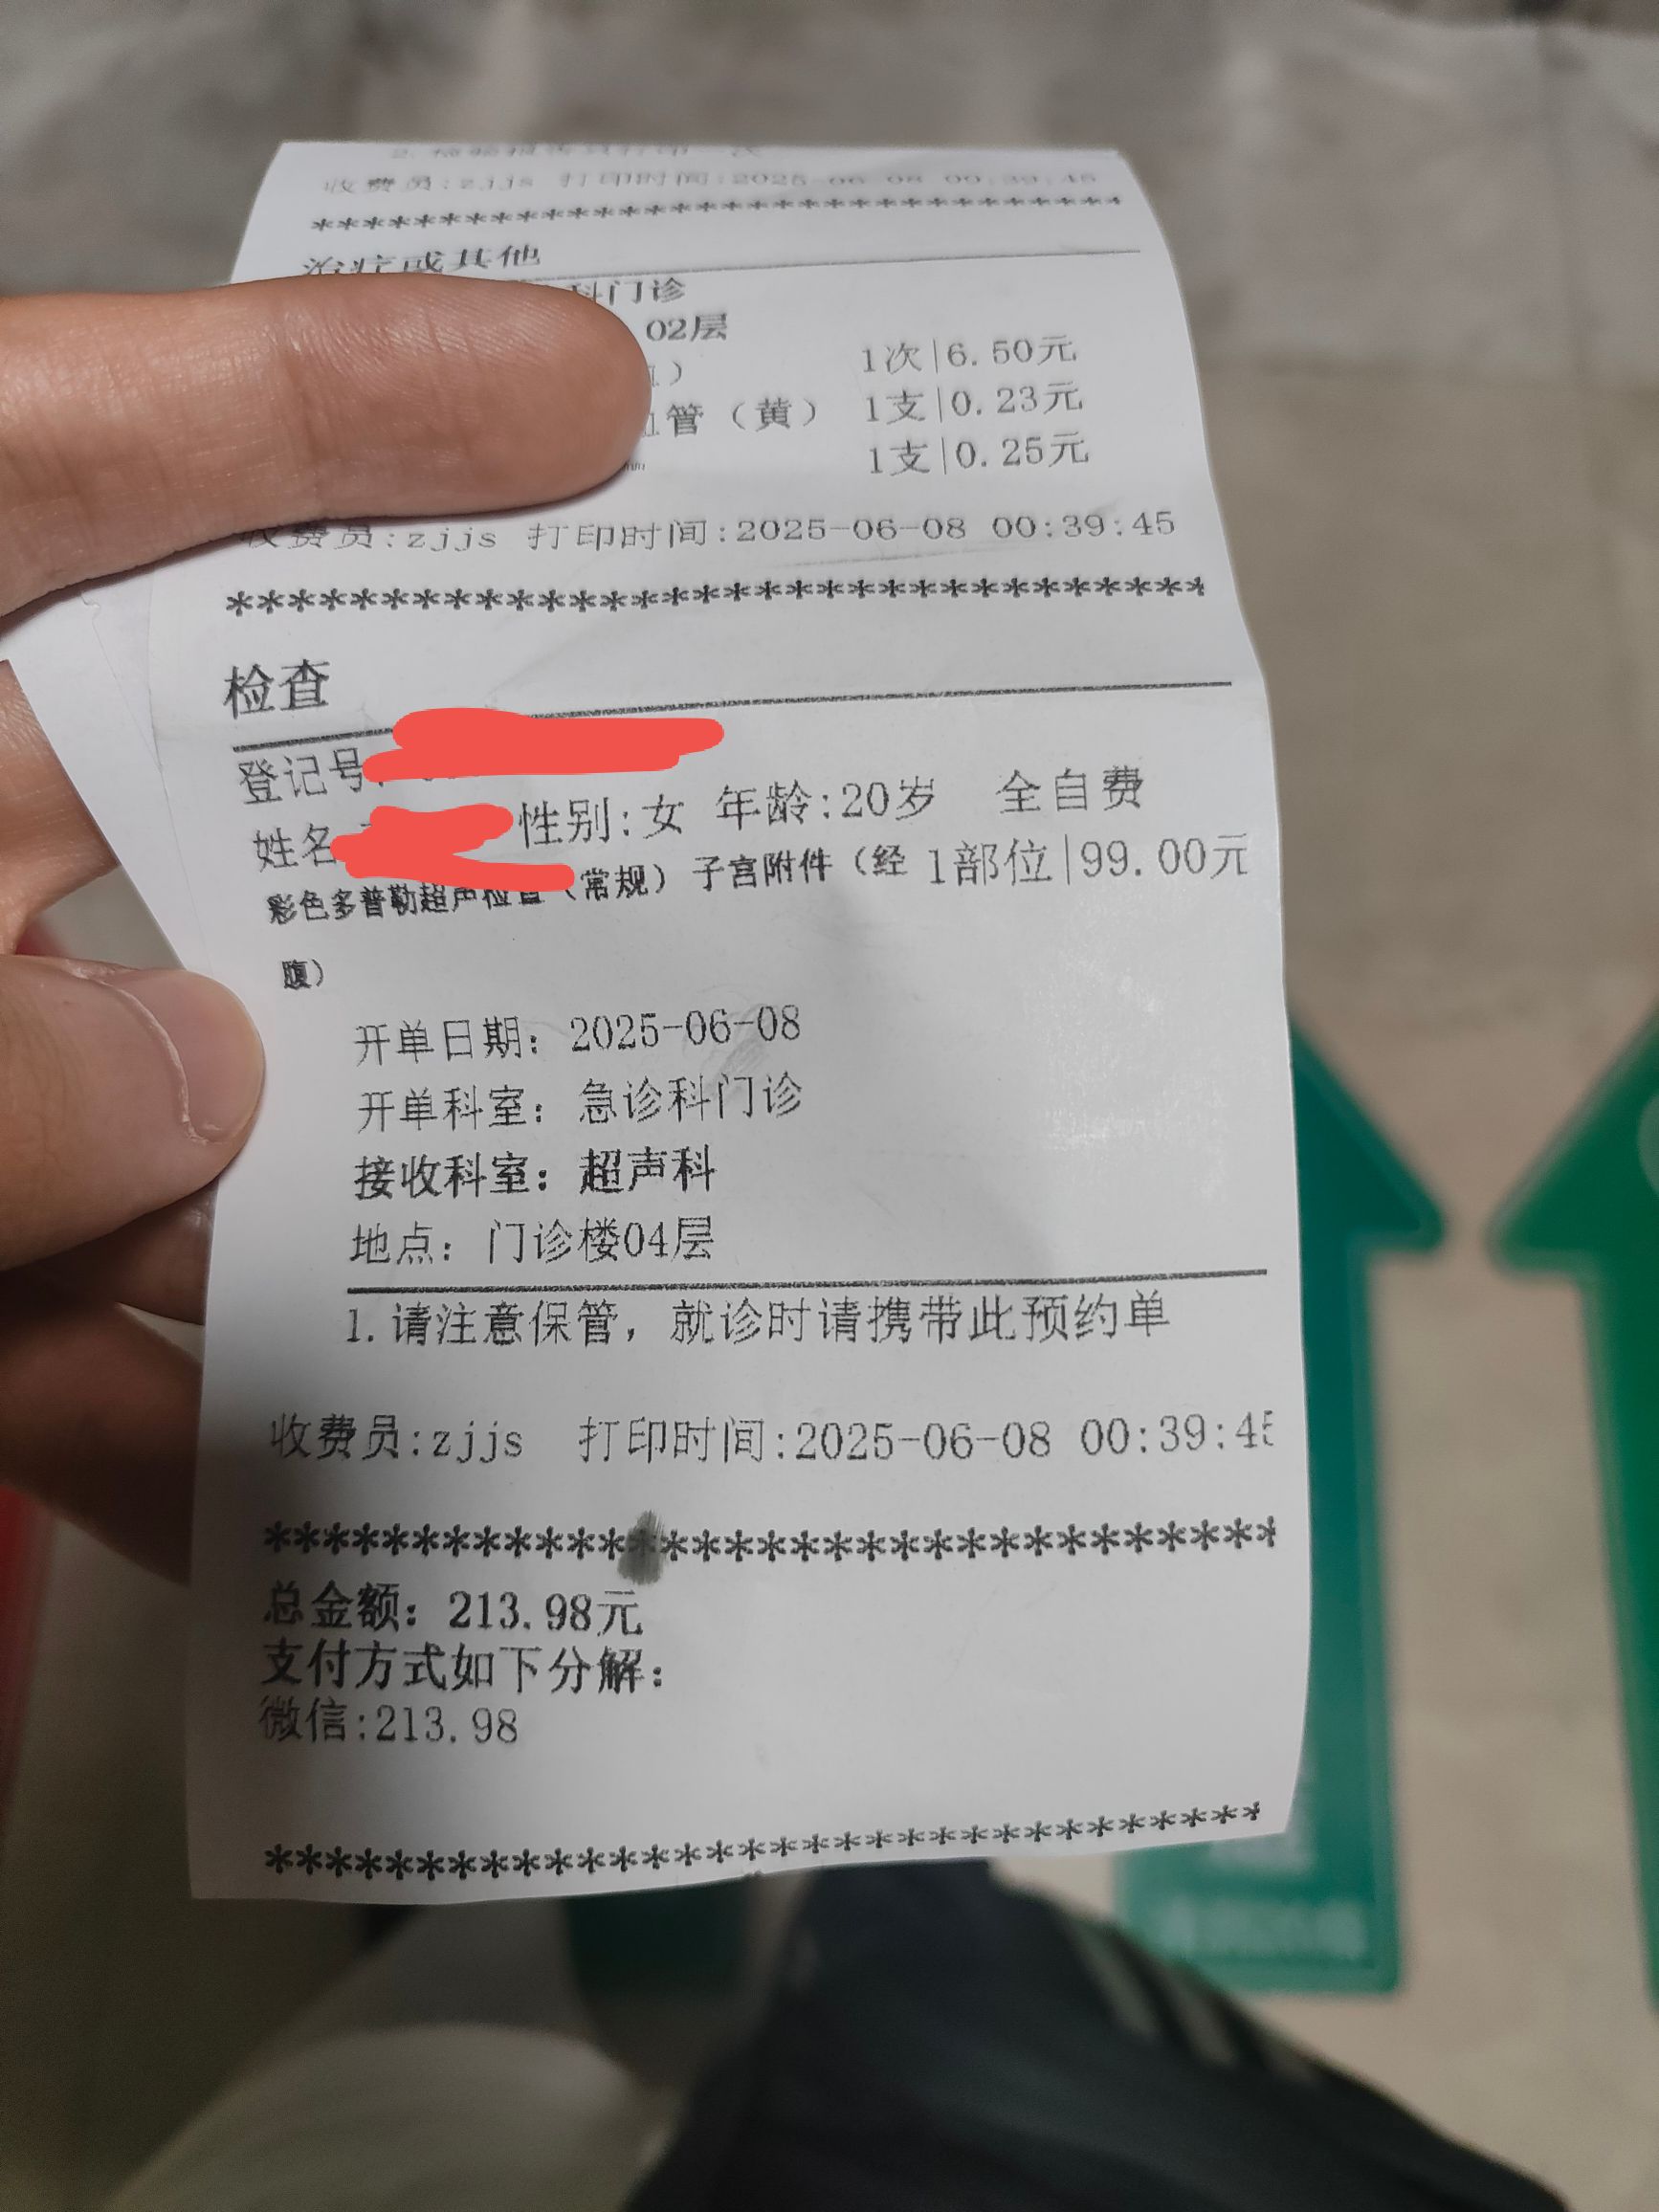 收费员:zjjs 打印时间:2025-06-08 00:39:45
*********************************
治疗或其他
科门诊
02层
) 1次|6.50元
管（黄） 1支|0.23元
1支|0.25元
收费员:zjjs 打印时间:2025-06-08 00:39:45
********************************
检查
登记号
姓名 性别:女 年龄:20岁 全自费
彩色多普勒超声检查（常规）子宫附件（经 1部位|99.00元
腹）
开单日期：2025-06-08
开单科室：急诊科门诊
接收科室：超声科
地点：门诊楼04层
1.请注意保管，就诊时请携带此预约单
收费员:zjjs 打印时间:2025-06-08 00:39:45
********************************
总金额：213.98元
支付方式如下分解：
微信:213.98
********************************